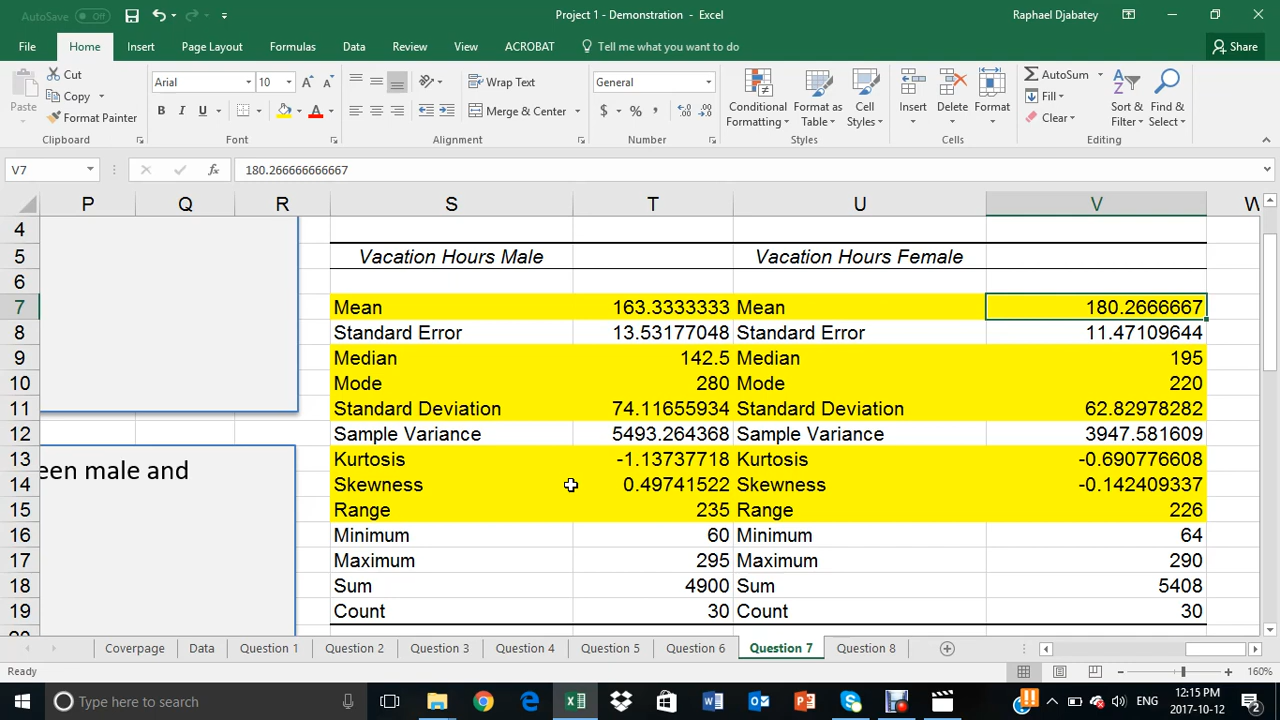 AutoSave Off
Project 1 - Demonstration - Excel
Raphael Djabatey
File Home Insert Page Layout Formulas Data Review View ACROBAT Tell me what you want to do Share
Paste Cut Copy Format Painter
Arial 10
B I U
Wrap Text
Merge & Center
General
$ % ,
Conditional Formatting Format as Table Cell Styles
Insert Delete Format
AutoSum Fill Clear
Sort & Filter Find & Select
Clipboard Font Alignment Number Styles Cells Editing
V7 fx 180.266666666667
P Q R S T U V W
4
5 Vacation Hours Male Vacation Hours Female
6
7 Mean 163.3333333 Mean 180.2666667
8 Standard Error 13.53177048 Standard Error 11.47109644
9 Median 142.5 Median 195
10 Mode 280 Mode 220
11 Standard Deviation 74.11655934 Standard Deviation 62.82978282
12 Sample Variance 5493.264368 Sample Variance 3947.581609
13 Kurtosis -1.13737718 Kurtosis -0.690776608
een male and
14 Skewness 0.49741522 Skewness -0.142409337
15 Range 235 Range 226
16 Minimum 60 Minimum 64
17 Maximum 295 Maximum 290
18 Sum 4900 Sum 5408
19 Count 30 Count 30
Coverpage Data Question 1 Question 2 Question 3 Question 4 Question 5 Question 6 Question 7 Question 8
Ready 160%
Type here to search
ENG 12:15 PM
2017-10-12
2